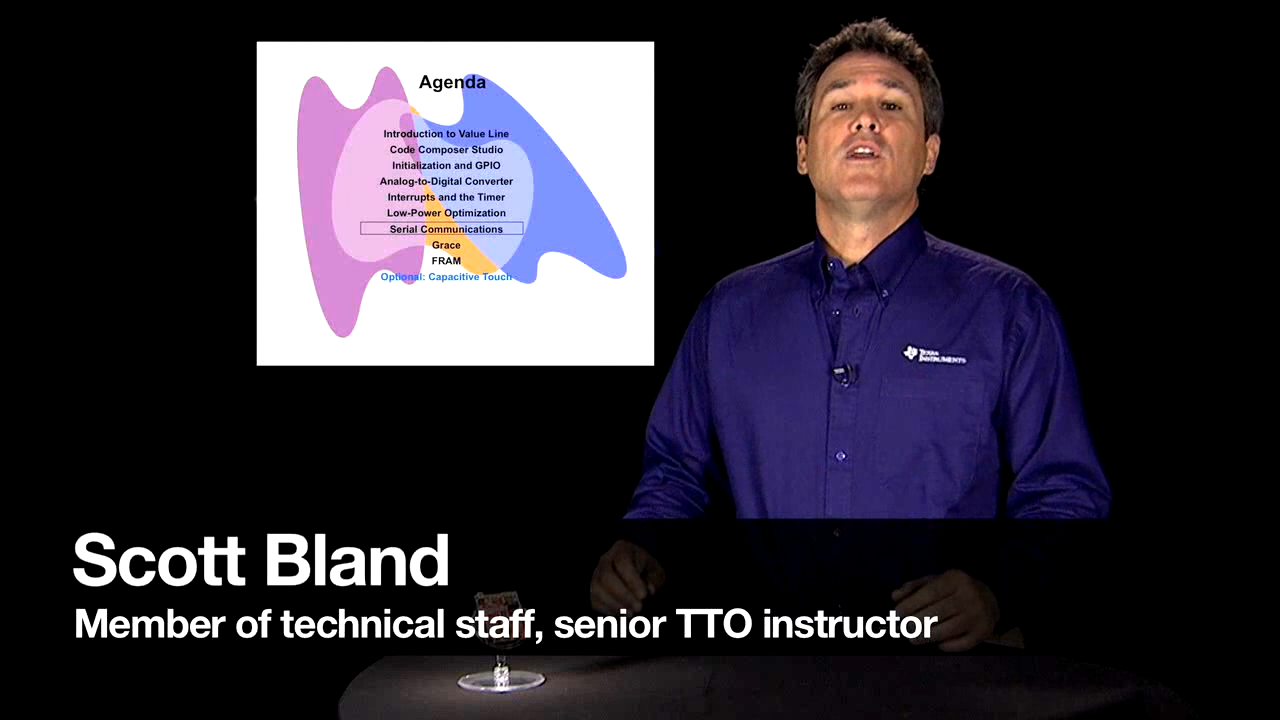 Agenda
Introduction to Value Line
Code Composer Studio
Initialization and GPIO
Analog-to-Digital Converter
Interrupts and the Timer
Low-Power Optimization
Serial Communications
Grace
FRAM
Optional: Capacitive Touch
TEXAS
INSTRUMENTS
Scott Bland
Member of technical staff, senior TTO instructor